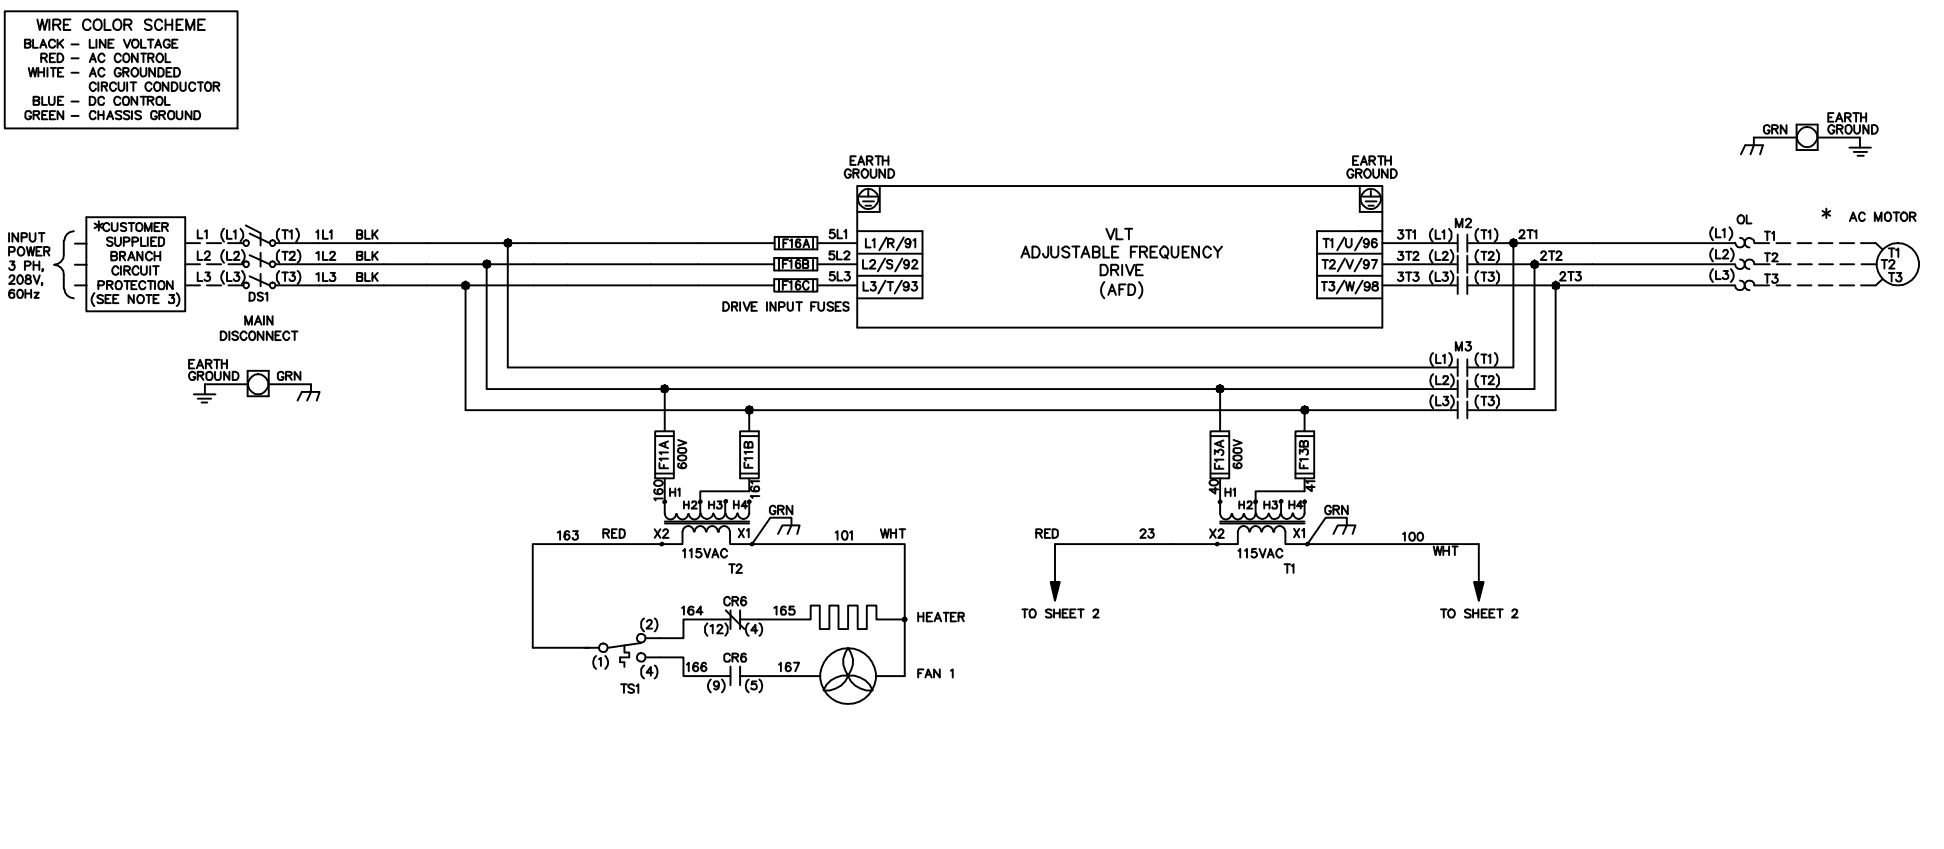 WIRE COLOR SCHEME
BLACK – LINE VOLTAGE
RED – AC CONTROL
WHITE – AC GROUNDED
CIRCUIT CONDUCTOR
BLUE – DC CONTROL
GREEN – CHASSIS GROUND
GRN
EARTH
GROUND
EARTH
GROUND
EARTH
GROUND
INPUT
POWER
3 PH,
208V,
60Hz
*CUSTOMER
SUPPLIED
BRANCH
CIRCUIT
PROTECTION
(SEE NOTE 3)
L1 (L1) (T1) 1L1 BLK
L2 (L2) (T2) 1L2 BLK
L3 (L3) (T3) 1L3 BLK
DS1
MAIN
DISCONNECT
EARTH
GROUND
GRN
F16A 5L1 L1/R/91
F16B 5L2 L2/S/92
F16C 5L3 L3/T/93
DRIVE INPUT FUSES
VLT
ADJUSTABLE FREQUENCY
DRIVE
(AFD)
M2
T1/U/96 3T1 (L1) (T1) 2T1
T2/V/97 3T2 (L2) (T2) 2T2
T3/W/98 3T3 (L3) (T3) 2T3
OL
(L1) T1
(L2) T2
(L3) T3
* AC MOTOR
T1
T2
T3
M3
(L1) (T1)
(L2) (T2)
(L3) (T3)
F11A
600V
F11B
160
161
H1
H2 H3 H4
GRN
163 RED X2 X1 101 WHT
115VAC
T2
F13A
600V
F13B
40
41
H1
H2 H3 H4
GRN
RED 23 X2 X1 100
WHT
115VAC
T1
TO SHEET 2
TO SHEET 2
164 CR6 165
(12) (4)
HEATER
(2)
(1)
(4)
TS1
166 CR6 167
(9) (5)
FAN 1